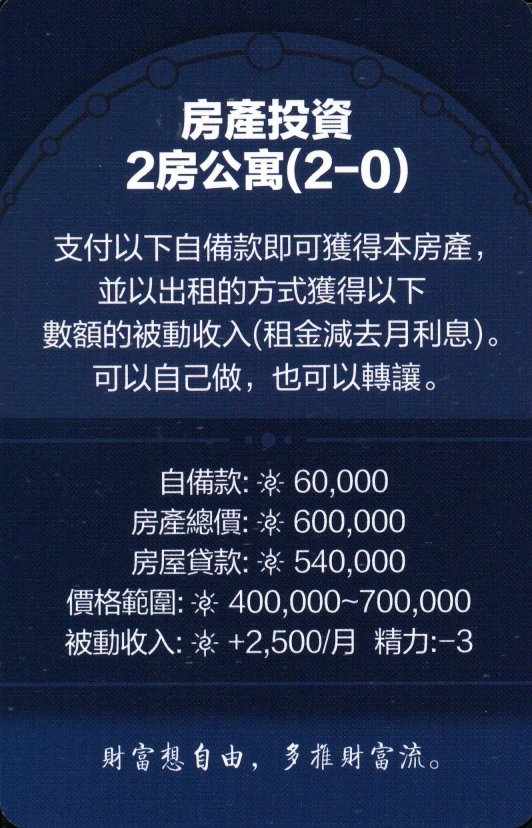 房產投資
2房公寓(2-0)
支付以下自備款即可獲得本房產，
並以出租的方式獲得以下
數額的被動收入(租金減去月利息)。
可以自己做，也可以轉讓。
自備款: 60,000
房產總價: 600,000
房屋貸款: 540,000
價格範圍: 400,000~700,000
被動收入: +2,500/月 精力:-3
財富想自由，多推財富流。